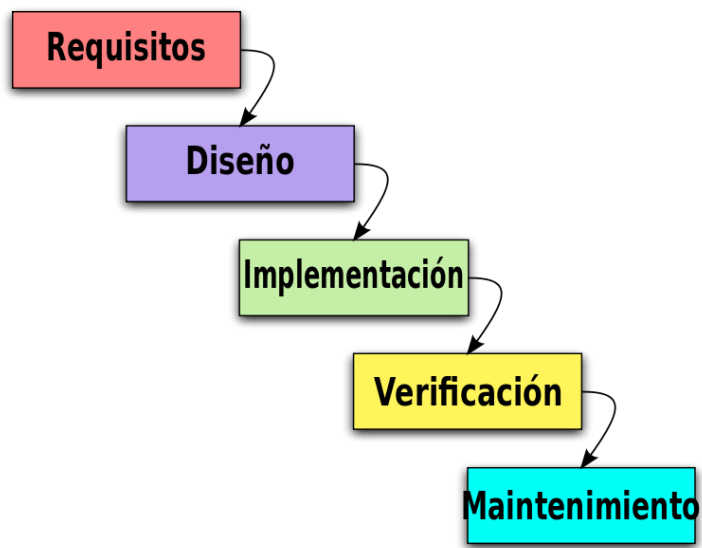 Requisitos
Diseño
Implementación
Verificación
Maintenimiento